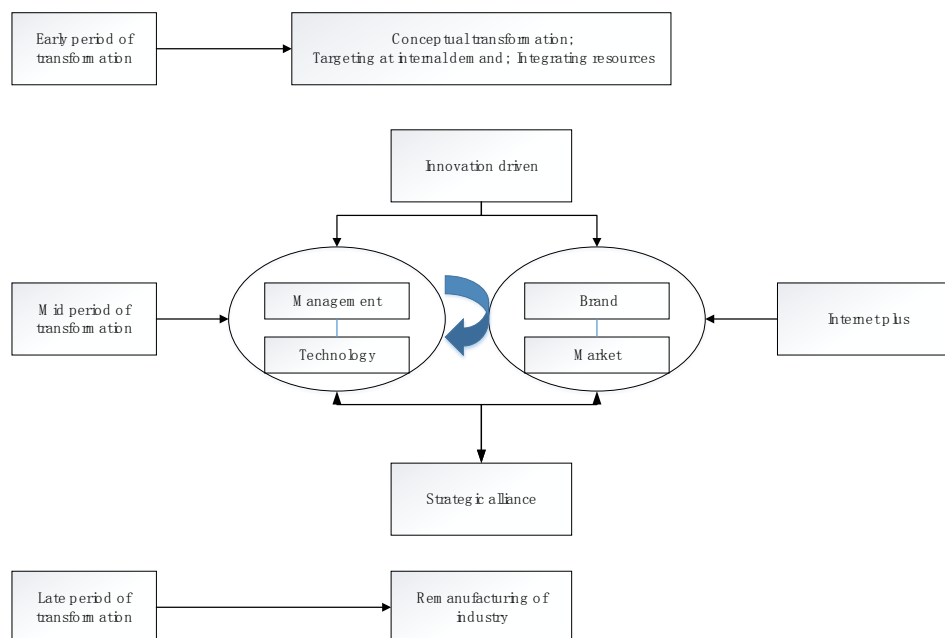 Early period of
transformation
Conceptual transformation;
Targeting at internal demand; Integrating resources
Innovation driven
Mid period of
transformation
Management
Technology
Brand
Market
Internet plus
Strategic alliance
Late period of
transformation
Remanufacturing of
industry